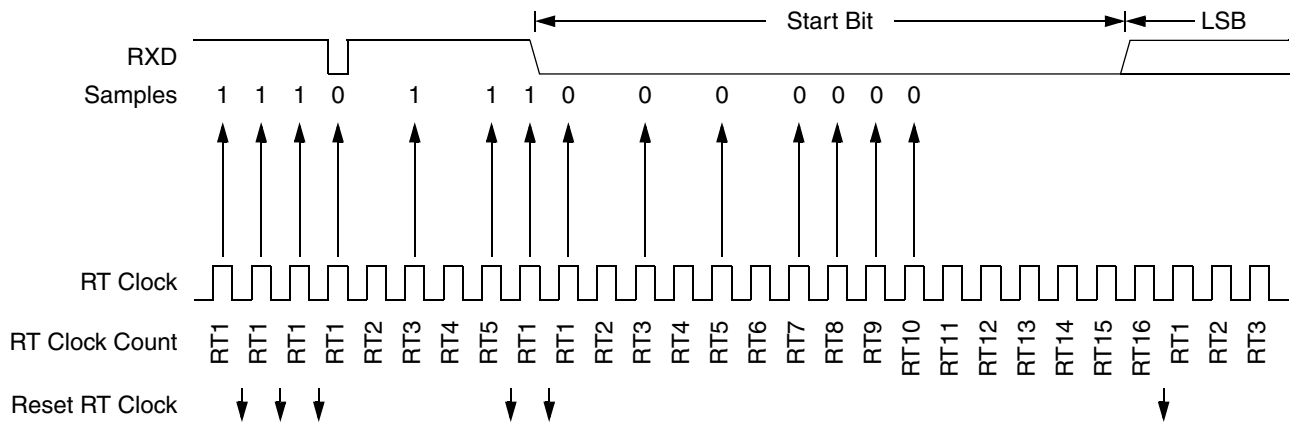 Start Bit LSB
RXD
Samples 1 1 1 0 1 1 1 0 0 0 0 0 0 0
RT Clock
RT Clock Count RT1 RT1 RT1 RT1 RT2 RT3 RT4 RT5 RT1 RT1 RT2 RT3 RT4 RT5 RT6 RT7 RT8 RT9 RT10 RT11 RT12 RT13 RT14 RT15 RT16 RT1 RT2 RT3
Reset RT Clock